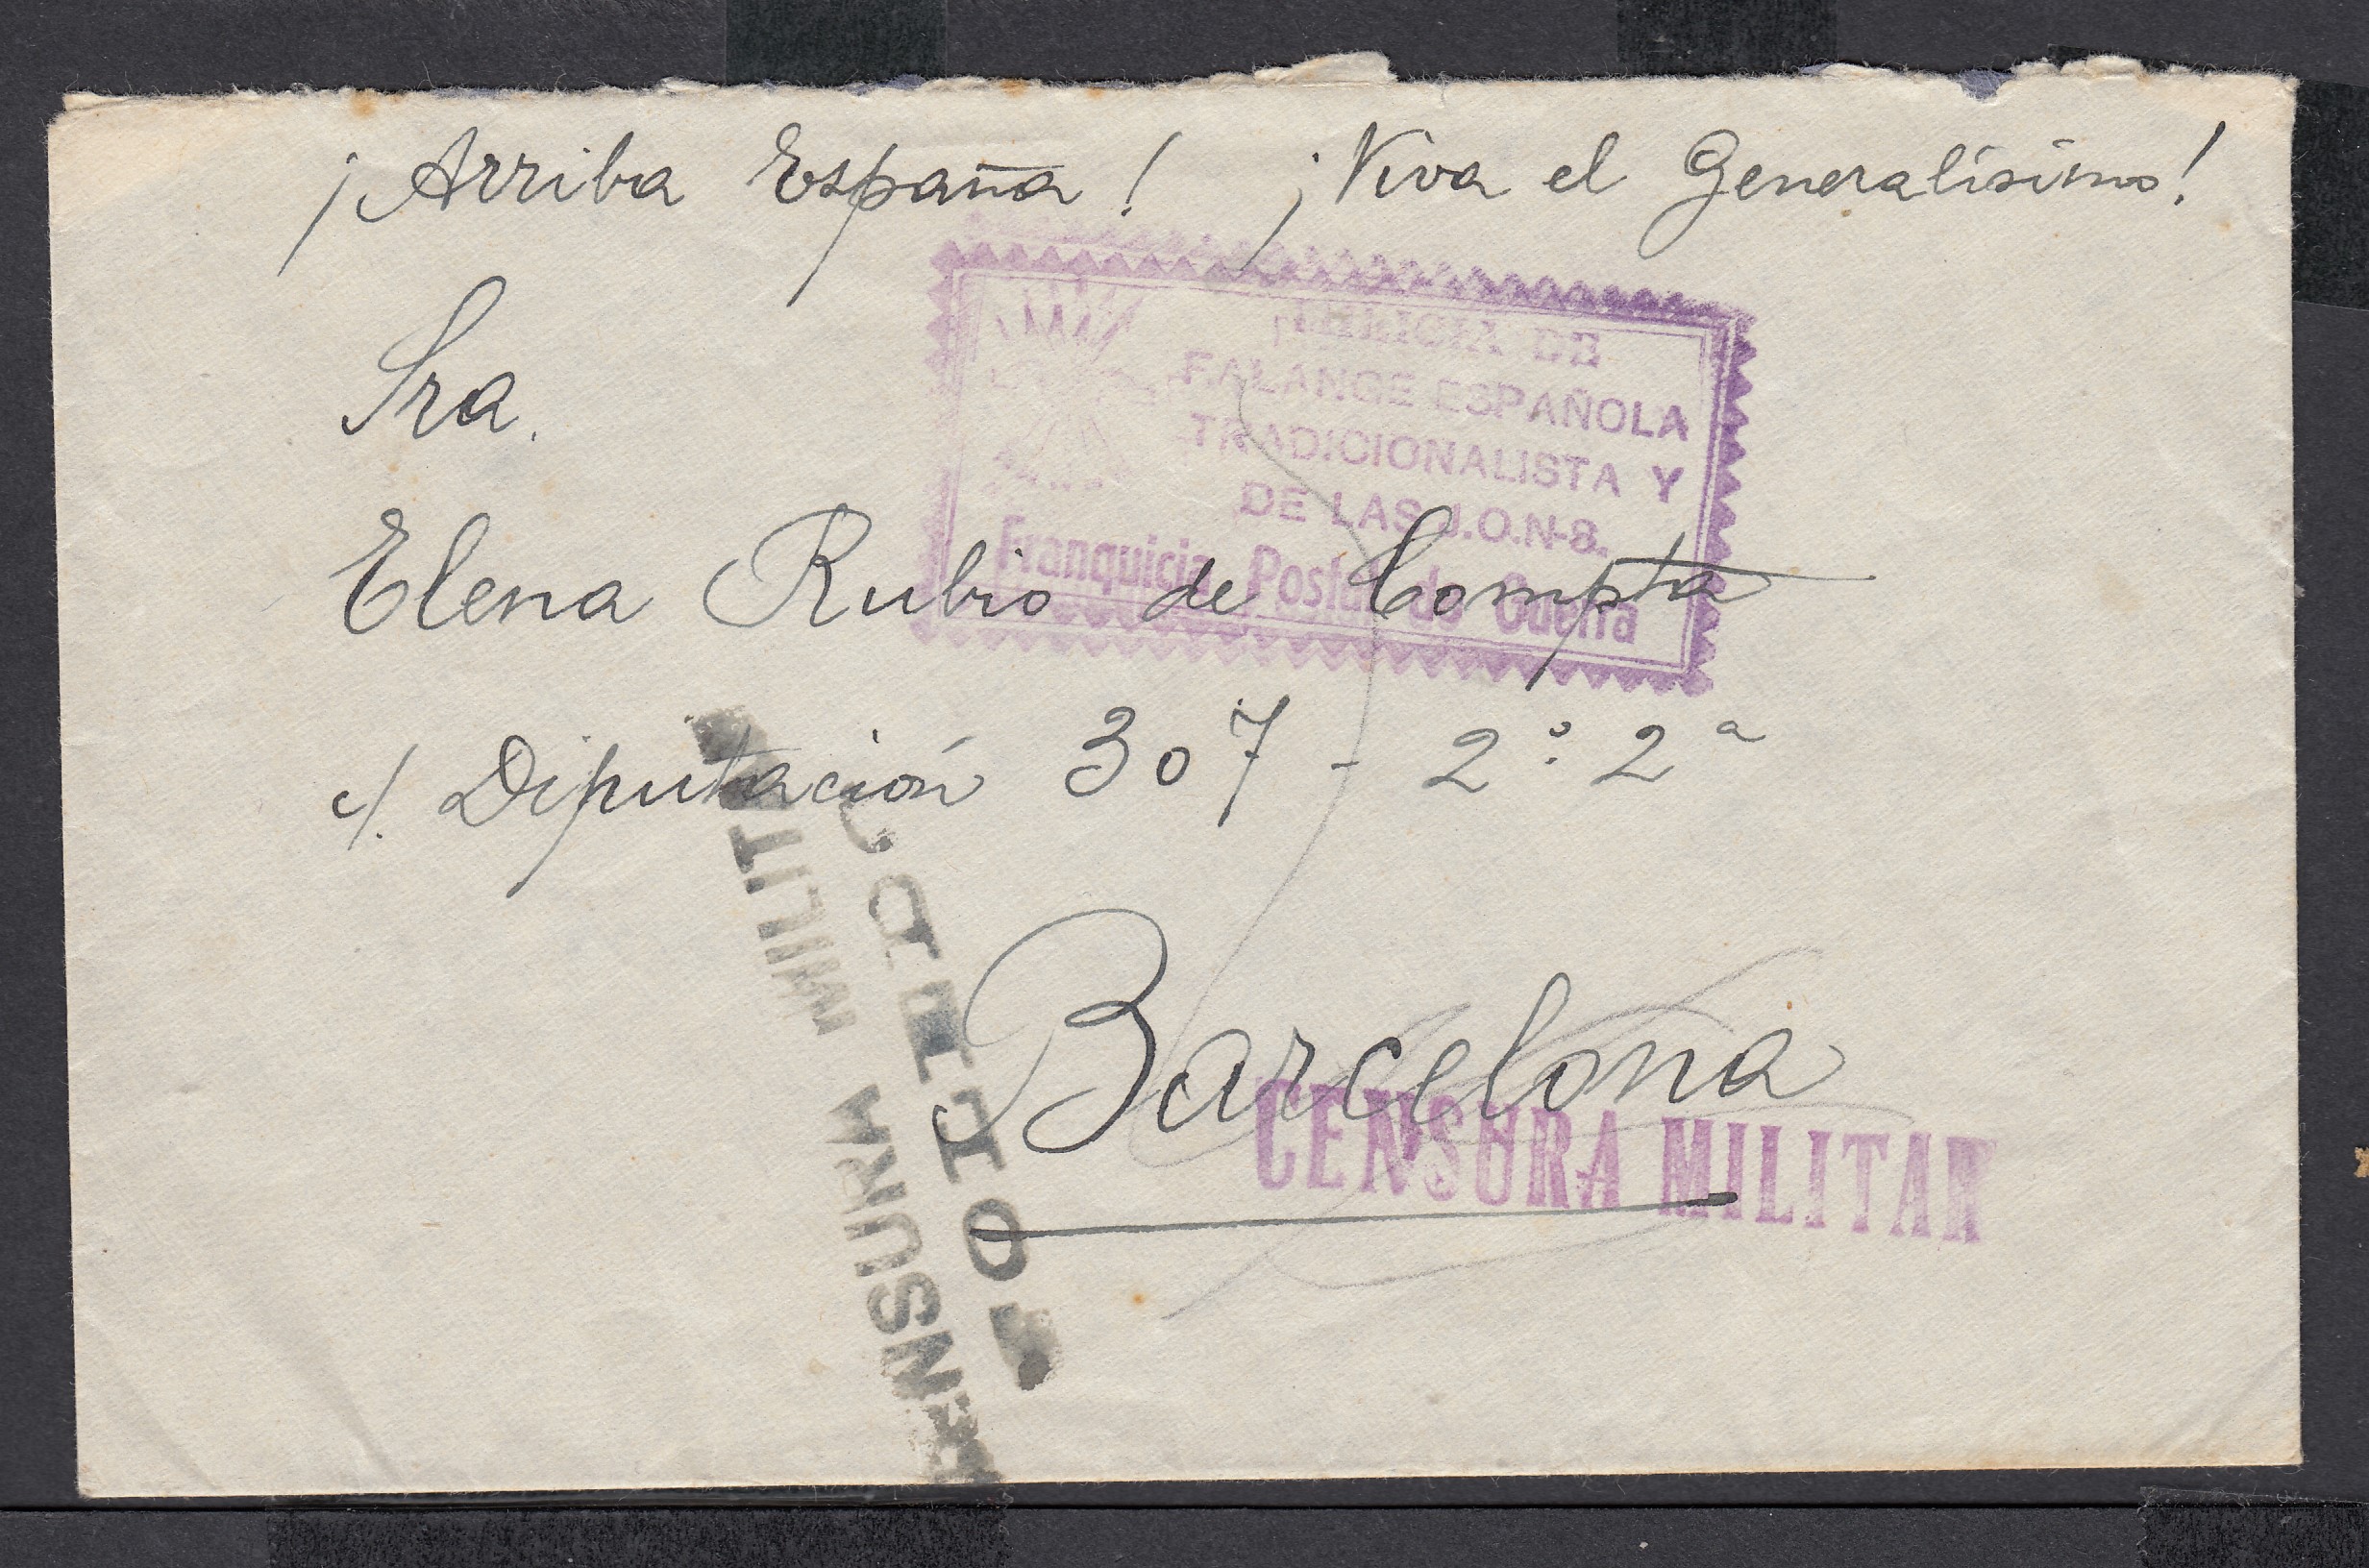 ¡Arriba España! ¡Viva el Generalísimo!
MILICIA DE
FALANGE ESPAÑOLA
TRADICIONALISTA Y
DE LAS J.O.N-S.
Franquicia Postal de Guerra
Sra.
Elena Rubio de Compta
c/. Diputación 307 - 2º: 2ª
Barcelona
CENSURA MILITAR
CENSURA MILITA